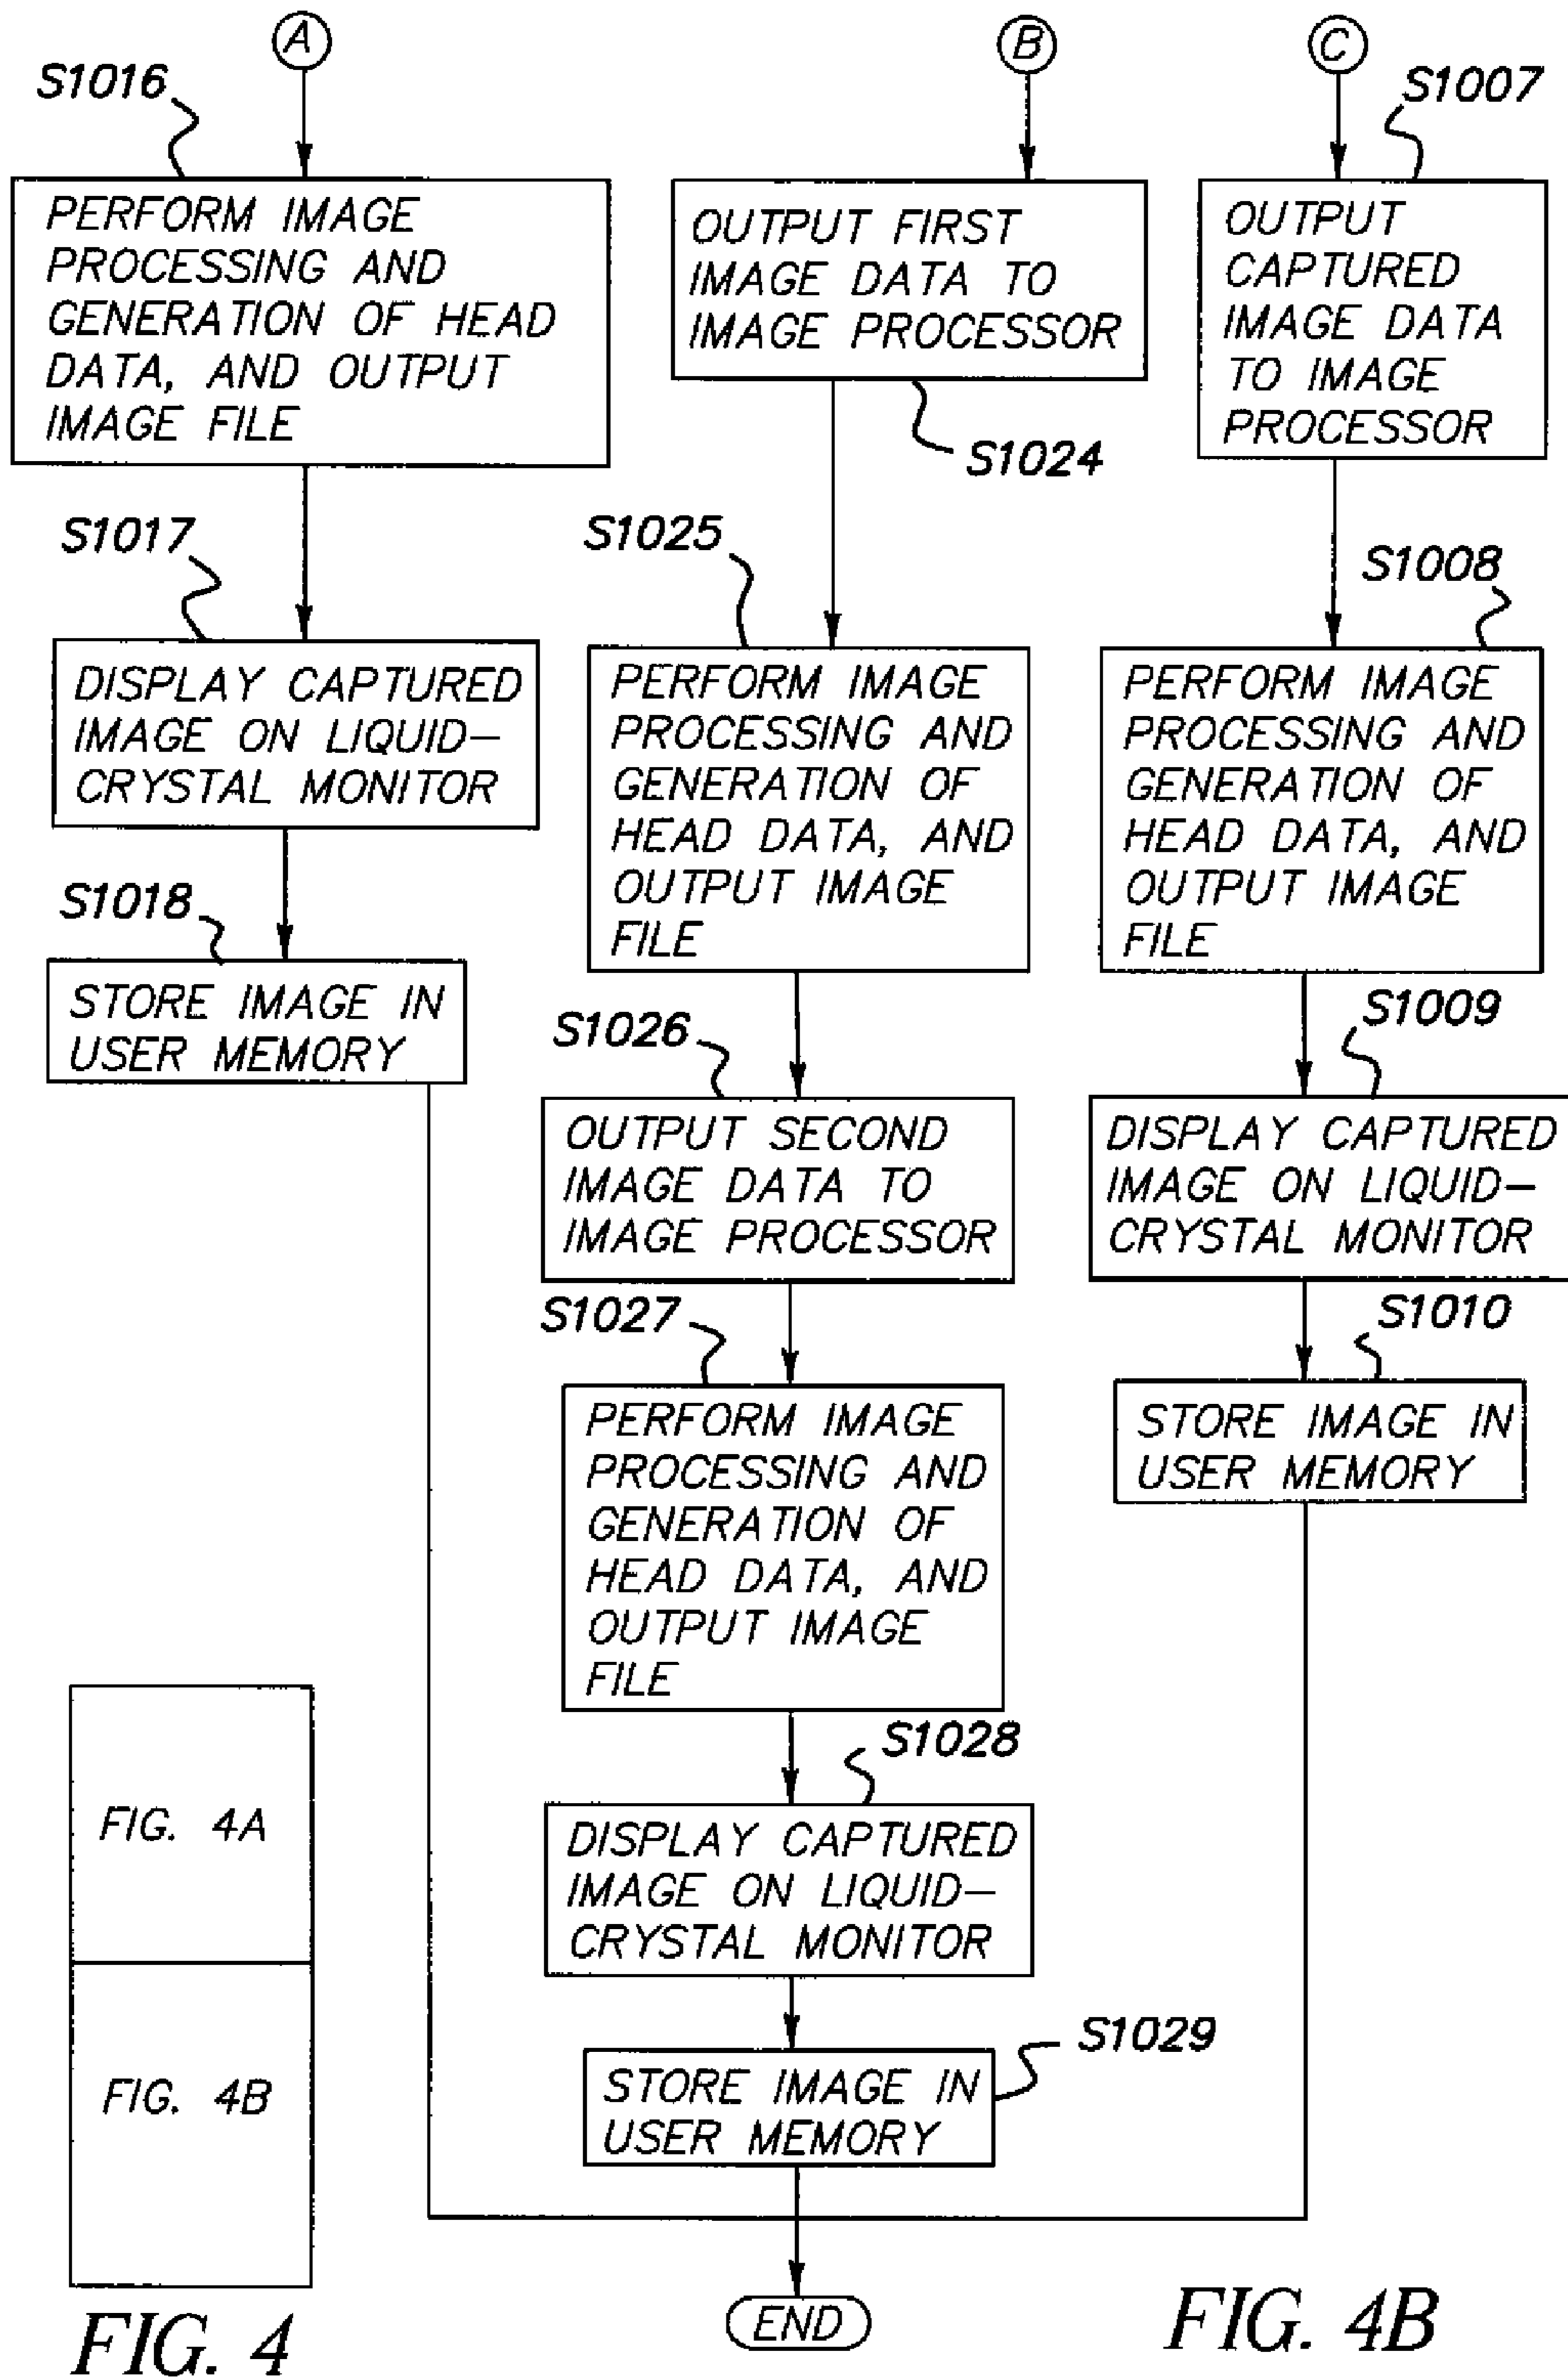 A
S1016
PERFORM IMAGE
PROCESSING AND
GENERATION OF HEAD
DATA, AND OUTPUT
IMAGE FILE
S1017
DISPLAY CAPTURED
IMAGE ON LIQUID-
CRYSTAL MONITOR
S1018
STORE IMAGE IN
USER MEMORY
B
OUTPUT FIRST
IMAGE DATA TO
IMAGE PROCESSOR
S1024
S1025
PERFORM IMAGE
PROCESSING AND
GENERATION OF
HEAD DATA, AND
OUTPUT IMAGE
FILE
S1026
OUTPUT SECOND
IMAGE DATA TO
IMAGE PROCESSOR
S1027
PERFORM IMAGE
PROCESSING AND
GENERATION OF
HEAD DATA, AND
OUTPUT IMAGE
FILE
S1028
DISPLAY CAPTURED
IMAGE ON LIQUID-
CRYSTAL MONITOR
S1029
STORE IMAGE IN
USER MEMORY
END
C
S1007
OUTPUT
CAPTURED
IMAGE DATA
TO IMAGE
PROCESSOR
S1008
PERFORM IMAGE
PROCESSING AND
GENERATION OF
HEAD DATA, AND
OUTPUT IMAGE
FILE
S1009
DISPLAY CAPTURED
IMAGE ON LIQUID-
CRYSTAL MONITOR
S1010
STORE IMAGE IN
USER MEMORY
FIG. 4A
FIG. 4B
FIG. 4
FIG. 4B